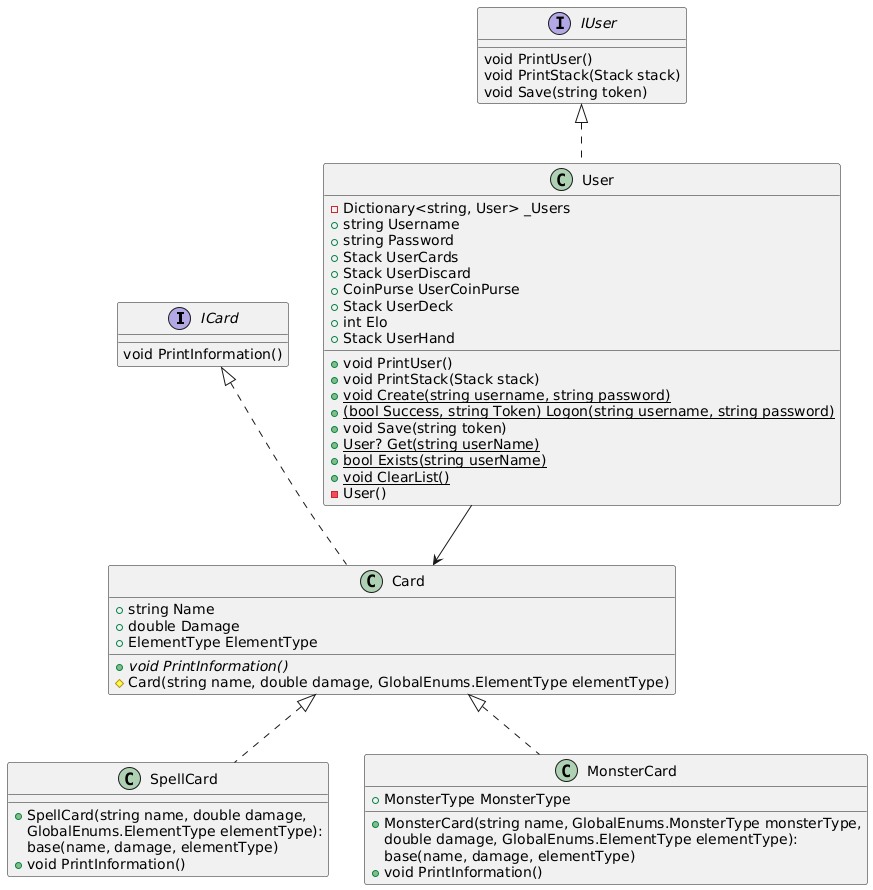 I IUser
void PrintUser()
void PrintStack(Stack stack)
void Save(string token)
C User
Dictionary<string, User> _Users
string Username
string Password
Stack UserCards
Stack UserDiscard
CoinPurse UserCoinPurse
Stack UserDeck
int Elo
Stack UserHand
void PrintUser()
void PrintStack(Stack stack)
void Create(string username, string password)
(bool Success, string Token) Logon(string username, string password)
void Save(string token)
User? Get(string userName)
bool Exists(string userName)
void ClearList()
User()
I ICard
void PrintInformation()
C Card
string Name
double Damage
ElementType ElementType
void PrintInformation()
Card(string name, double damage, GlobalEnums.ElementType elementType)
C SpellCard
SpellCard(string name, double damage,
GlobalEnums.ElementType elementType):
base(name, damage, elementType)
void PrintInformation()
C MonsterCard
MonsterType MonsterType
MonsterCard(string name, GlobalEnums.MonsterType monsterType,
double damage, GlobalEnums.ElementType elementType):
base(name, damage, elementType)
void PrintInformation()